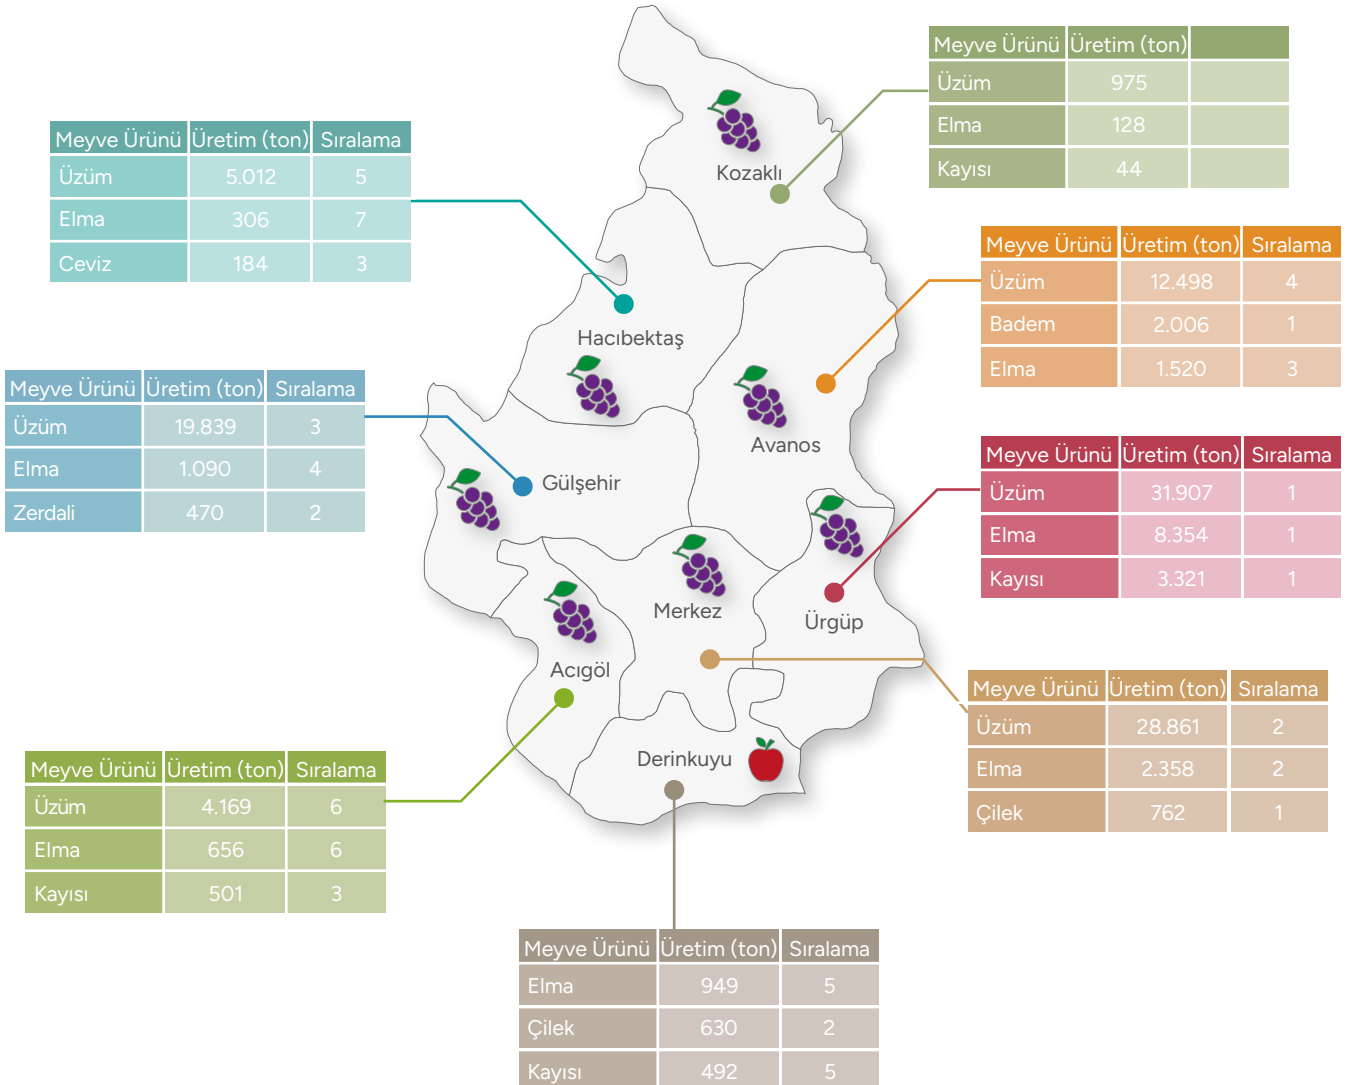 Meyve Ürünü Üretim (ton)
Üzüm 975
Elma 128
Kayısı 44
Meyve Ürünü Üretim (ton) Sıralama
Üzüm 5.012 5
Elma 306 7
Ceviz 184 3
Kozaklı
Meyve Ürünü Üretim (ton) Sıralama
Üzüm 12.498 4
Badem 2.006 1
Elma 1.520 3
Hacıbektaş
Meyve Ürünü Üretim (ton) Sıralama
Üzüm 19.839 3
Elma 1.090 4
Zerdali 470 2
Avanos
Gülşehir
Meyve Ürünü Üretim (ton) Sıralama
Üzüm 31.907 1
Elma 8.354 1
Kayısı 3.321 1
Merkez
Ürgüp
Acıgöl
Meyve Ürünü Üretim (ton) Sıralama
Üzüm 28.861 2
Elma 2.358 2
Çilek 762 1
Derinkuyu
Meyve Ürünü Üretim (ton) Sıralama
Üzüm 4.169 6
Elma 656 6
Kayısı 501 3
Meyve Ürünü Üretim (ton) Sıralama
Elma 949 5
Çilek 630 2
Kayısı 492 5